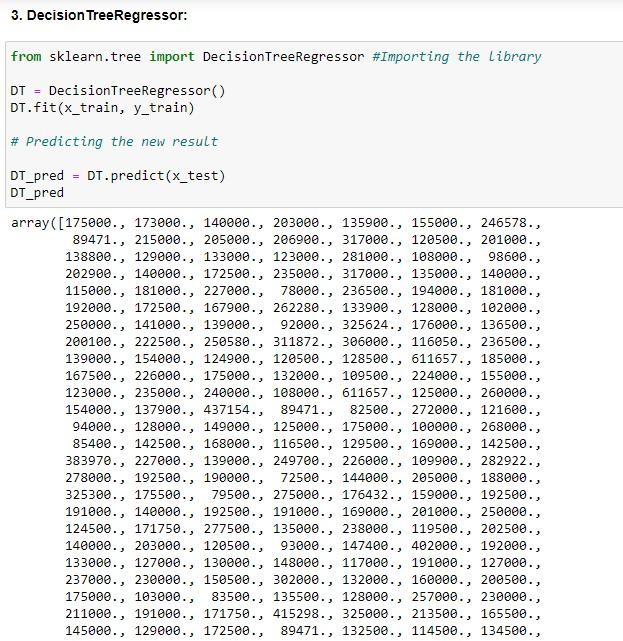 3. DecisionTreeRegressor:
from sklearn.tree import DecisionTreeRegressor #Importing the library
DT = DecisionTreeRegressor()
DT.fit(x_train, y_train)
# Predicting the new result
DT_pred = DT.predict(x_test)
DT_pred
array([175000., 173000., 140000., 203000., 135900., 155000., 246578.,
89471., 215000., 205000., 206900., 317000., 120500., 201000.,
138800., 129000., 133000., 123000., 281000., 108000., 98600.,
202900., 140000., 172500., 235000., 317000., 135000., 140000.,
115000., 181000., 227000., 78000., 236500., 194000., 181000.,
192000., 172500., 167900., 262280., 133900., 128000., 102000.,
250000., 141000., 139000., 92000., 325624., 176000., 136500.,
200100., 222500., 250580., 311872., 306000., 116050., 236500.,
139000., 154000., 124900., 120500., 128500., 611657., 185000.,
167500., 226000., 175000., 132000., 109500., 224000., 155000.,
123000., 235000., 240000., 108000., 611657., 125000., 260000.,
154000., 137900., 437154., 89471., 82500., 272000., 121600.,
94000., 128000., 149000., 125000., 175000., 100000., 268000.,
85400., 142500., 168000., 116500., 129500., 169000., 142500.,
383970., 227000., 139000., 249700., 226000., 109900., 282922.,
278000., 192500., 190000., 72500., 144000., 205000., 188000.,
325300., 175500., 79500., 275000., 176432., 159000., 192500.,
191000., 140000., 192500., 191000., 169000., 201000., 250000.,
124500., 171750., 277500., 135000., 238000., 119500., 202500.,
140000., 203000., 120500., 93000., 147400., 402000., 192000.,
133000., 127000., 130000., 148000., 117000., 191000., 127000.,
237000., 230000., 150500., 302000., 132000., 160000., 200500.,
175000., 103000., 83500., 135500., 128000., 257000., 230000.,
211000., 191000., 171750., 415298., 325000., 213500., 165500.,
145000., 129000., 172500., 89471., 132500., 114500., 134500.,